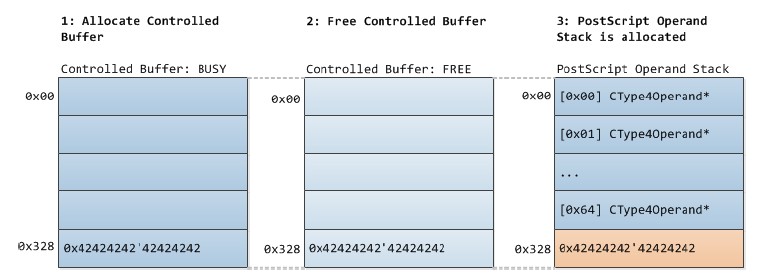 1: Allocate Controlled
Buffer
2: Free Controlled Buffer
3: PostScript Operand
Stack is allocated
Controlled Buffer: BUSY
Controlled Buffer: FREE
PostScript Operand Stack
0x00
0x00
0x00
[0x00] CType4Operand*
[0x01] CType4Operand*
...
[0x64] CType4Operand*
0x328
0x42424242'42424242
0x328
0x42424242'42424242
0x328
0x42424242'42424242